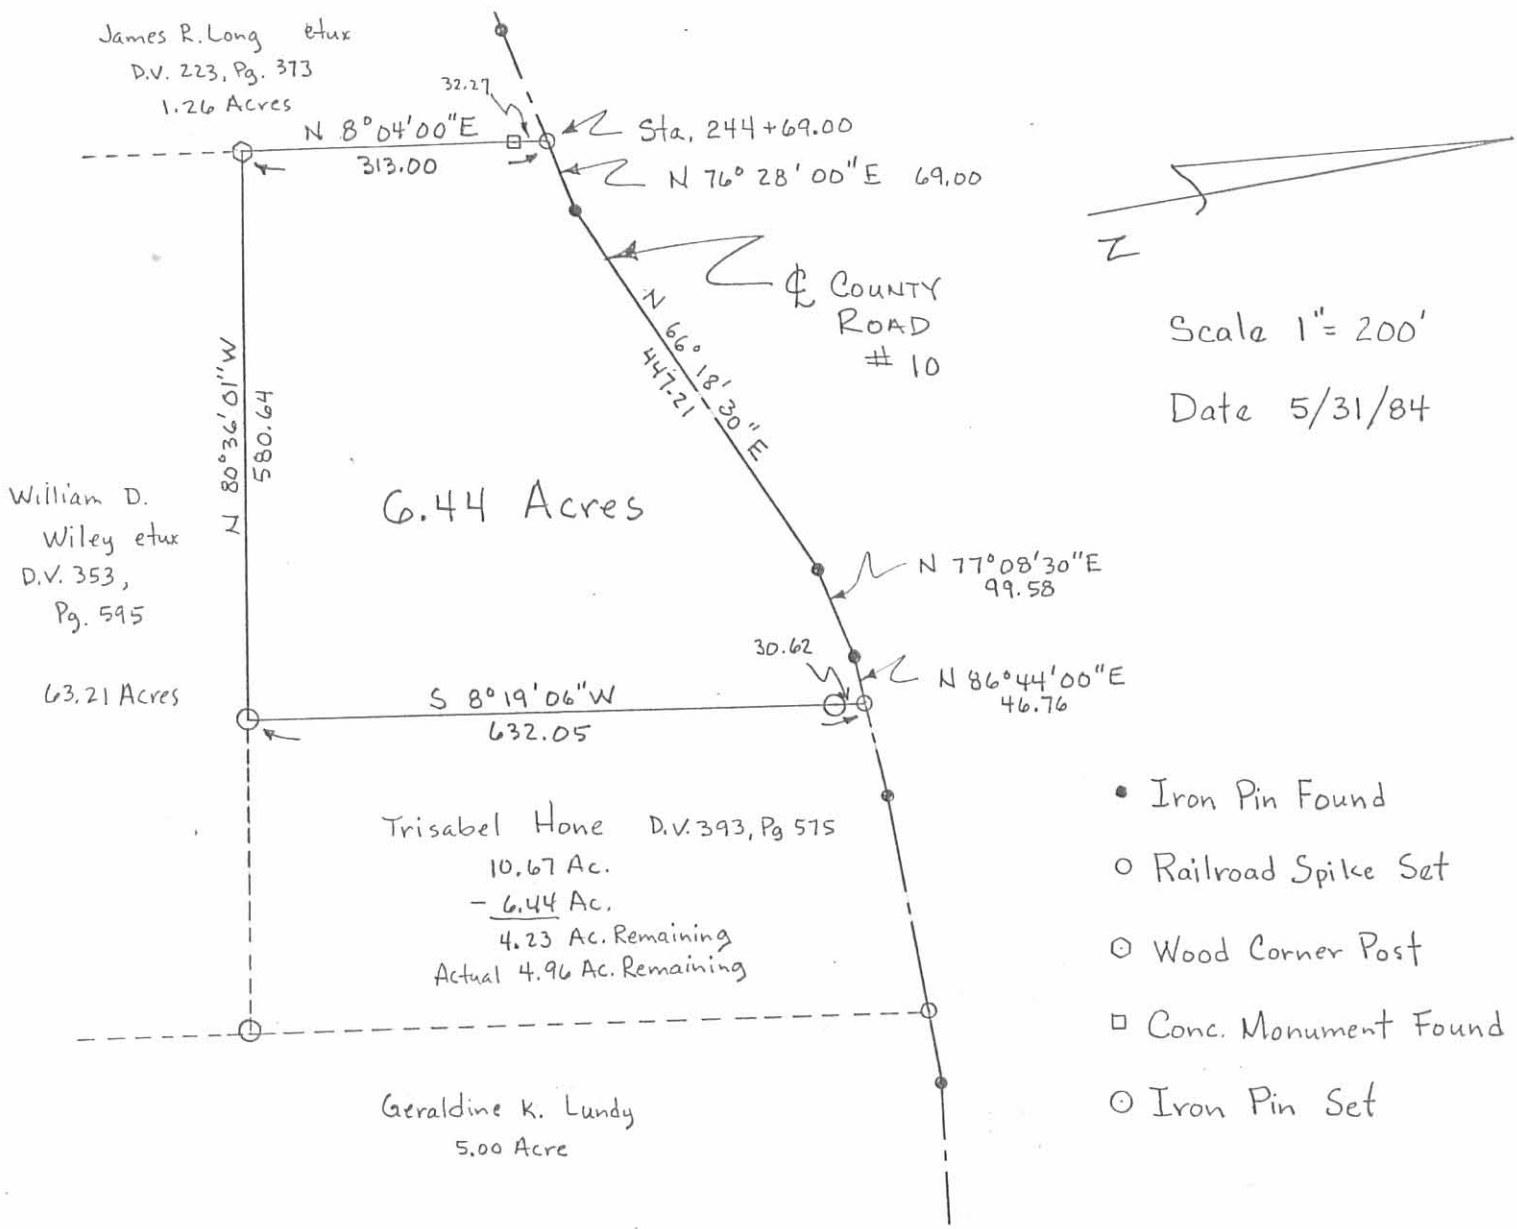 James R. Long etux
D.V. 223, Pg. 373
1.26 Acres
32.27
N 8°04'00"E
313.00
Sta. 244+69.00
N 76° 28' 00"E 69.00
℄ COUNTY
ROAD
# 10
N 66° 18' 30"E
447.21
Z
Scale 1"= 200'
Date 5/31/84
N 80°36'01"W
580.64
6.44 Acres
William D.
Wiley etux
D.V. 353,
Pg. 595
63.21 Acres
N 77°08'30"E
99.58
30.62
N 86°44'00"E
46.76
S 8°19'06"W
632.05
Trisabel Hone D.V. 393, Pg 575
10.67 Ac.
- 6.44 Ac.
4.23 Ac. Remaining
Actual 4.96 Ac. Remaining
Geraldine K. Lundy
5.00 Acre
Iron Pin Found
Railroad Spike Set
Wood Corner Post
Conc. Monument Found
Iron Pin Set